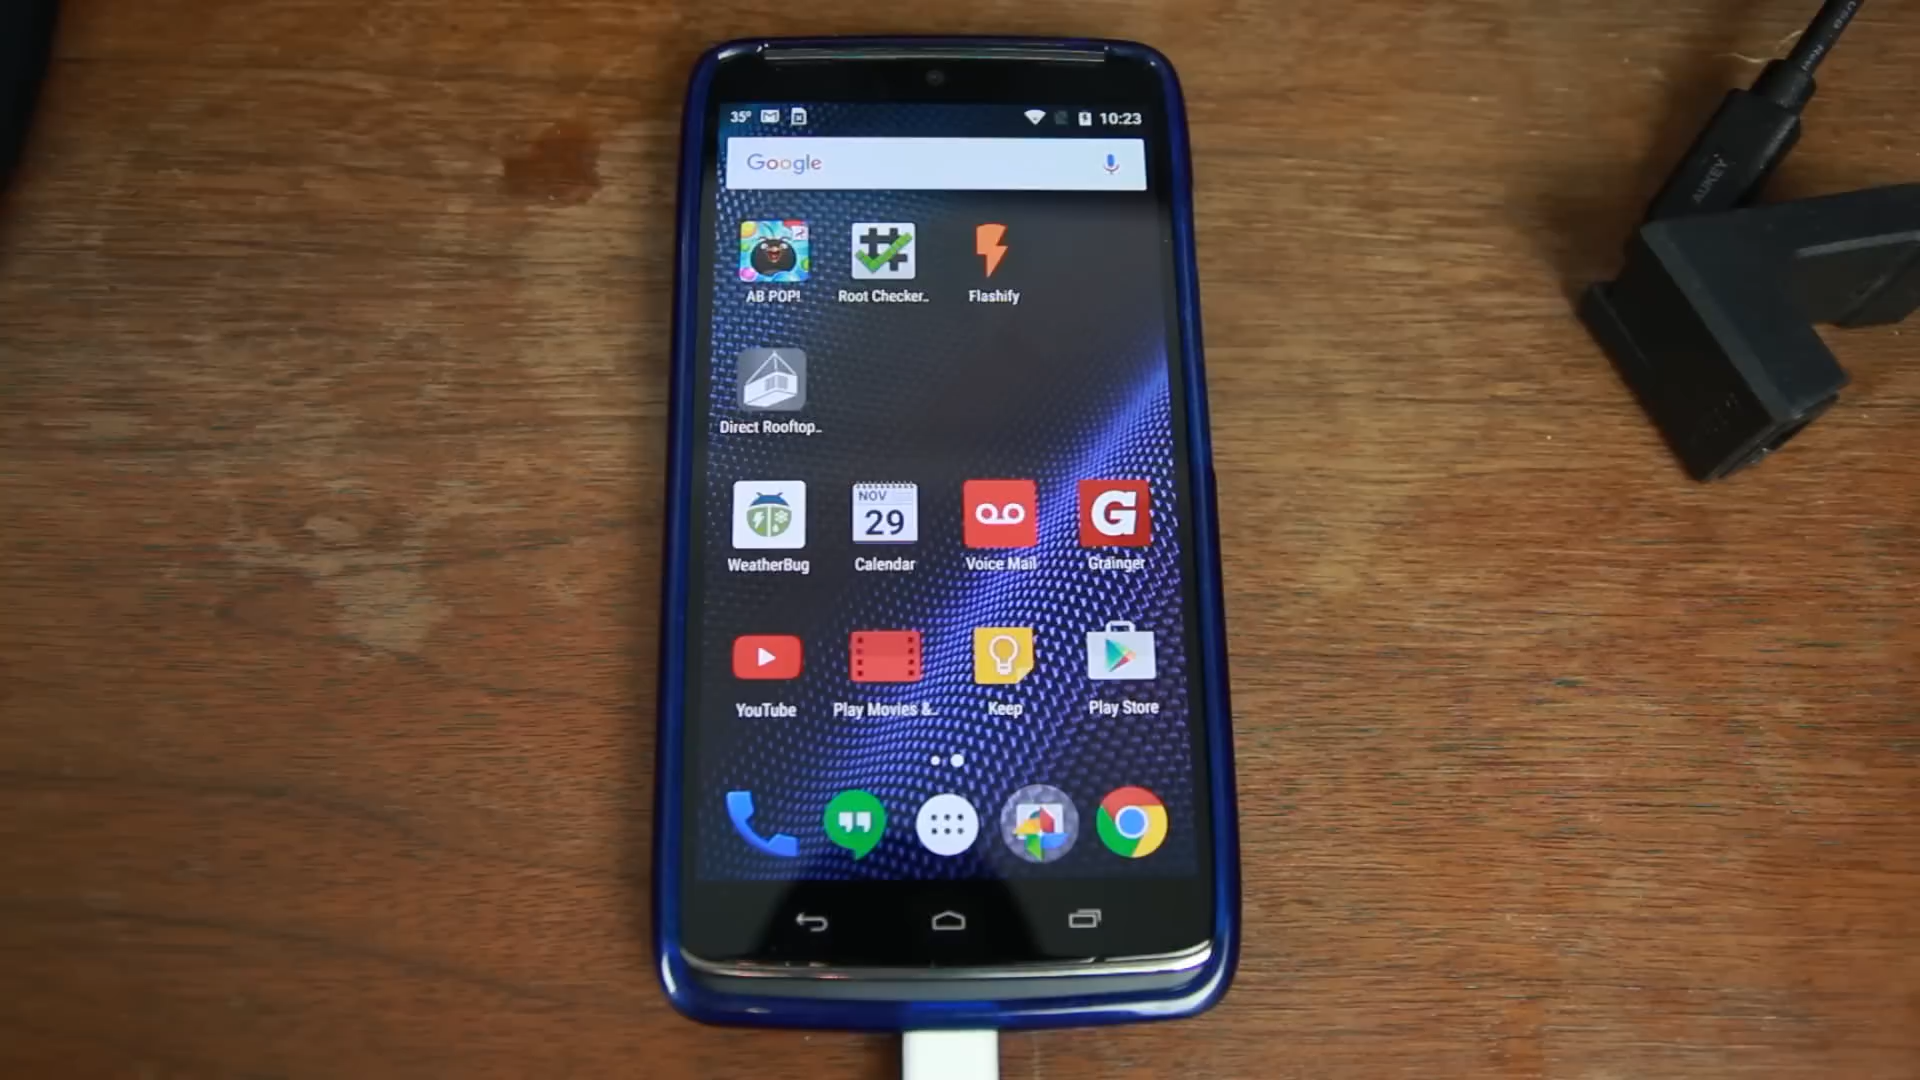 35° 10:23
Google
AB POP! Root Checker..
Flashify
Direct Rooftop..
NOV
29
G
WeatherBug Calendar Voice Mail Grainger
YouTube Play Movies &.. Keep Play Store
AUKEY
USB